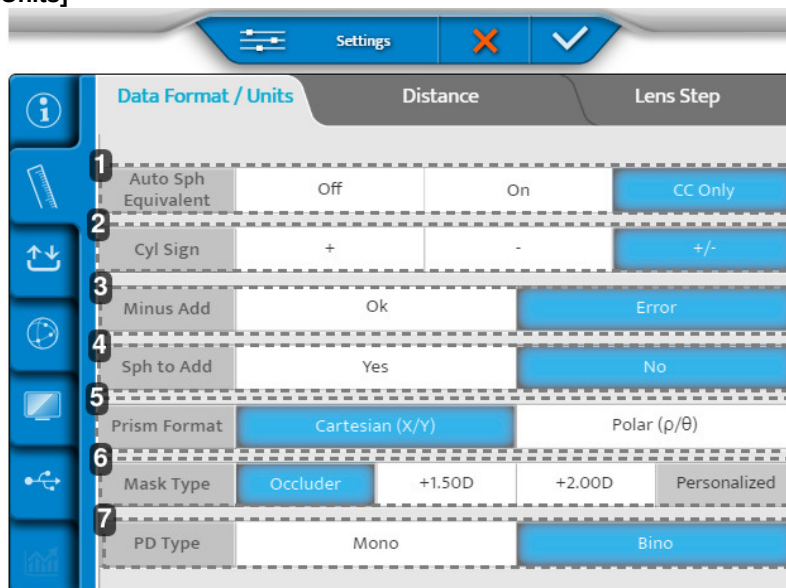 Units]
Settings
Data Format / Units Distance Lens Step
1
Auto Sph Equivalent Off On CC Only
2
Cyl Sign + - +/-
3
Minus Add Ok Error
4
Sph to Add Yes No
5
Prism Format Cartesian (X/Y) Polar (ρ/θ)
6
Mask Type Occluder +1.50D +2.00D Personalized
7
PD Type Mono Bino